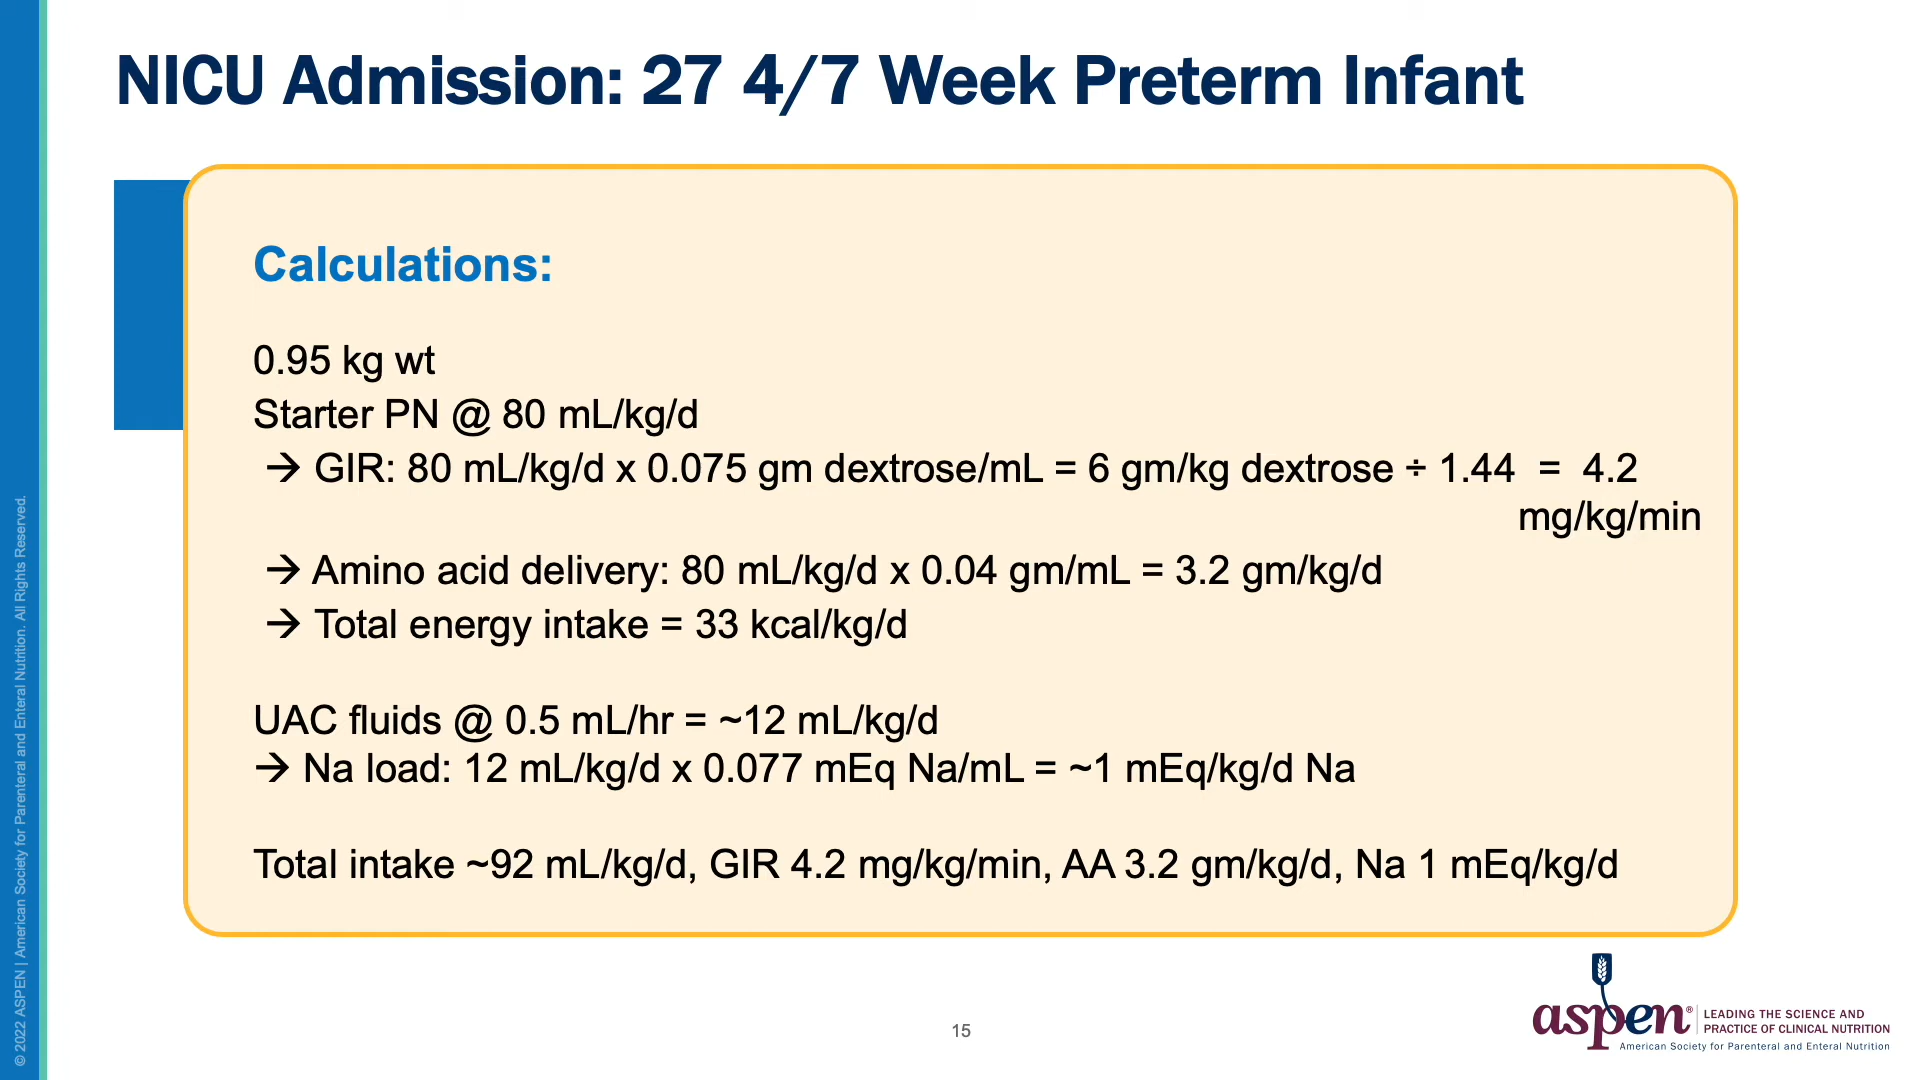 NICU Admission: 27 4/7 Week Preterm Infant
Calculations:
0.95 kg wt
Starter PN @ 80 mL/kg/d
→ GIR: 80 mL/kg/d x 0.075 gm dextrose/mL = 6 gm/kg dextrose ÷ 1.44 = 4.2
mg/kg/min
→ Amino acid delivery: 80 mL/kg/d x 0.04 gm/mL = 3.2 gm/kg/d
→ Total energy intake = 33 kcal/kg/d
UAC fluids @ 0.5 mL/hr = ~12 mL/kg/d
→ Na load: 12 mL/kg/d x 0.077 mEq Na/mL = ~1 mEq/kg/d Na
Total intake ~92 mL/kg/d, GIR 4.2 mg/kg/min, AA 3.2 gm/kg/d, Na 1 mEq/kg/d
© 2022 ASPEN | American Society for Parenteral and Enteral Nutrition. All Rights Reserved.
15
aspen®
LEADING THE SCIENCE AND
PRACTICE OF CLINICAL NUTRITION
American Society for Parenteral and Enteral Nutrition